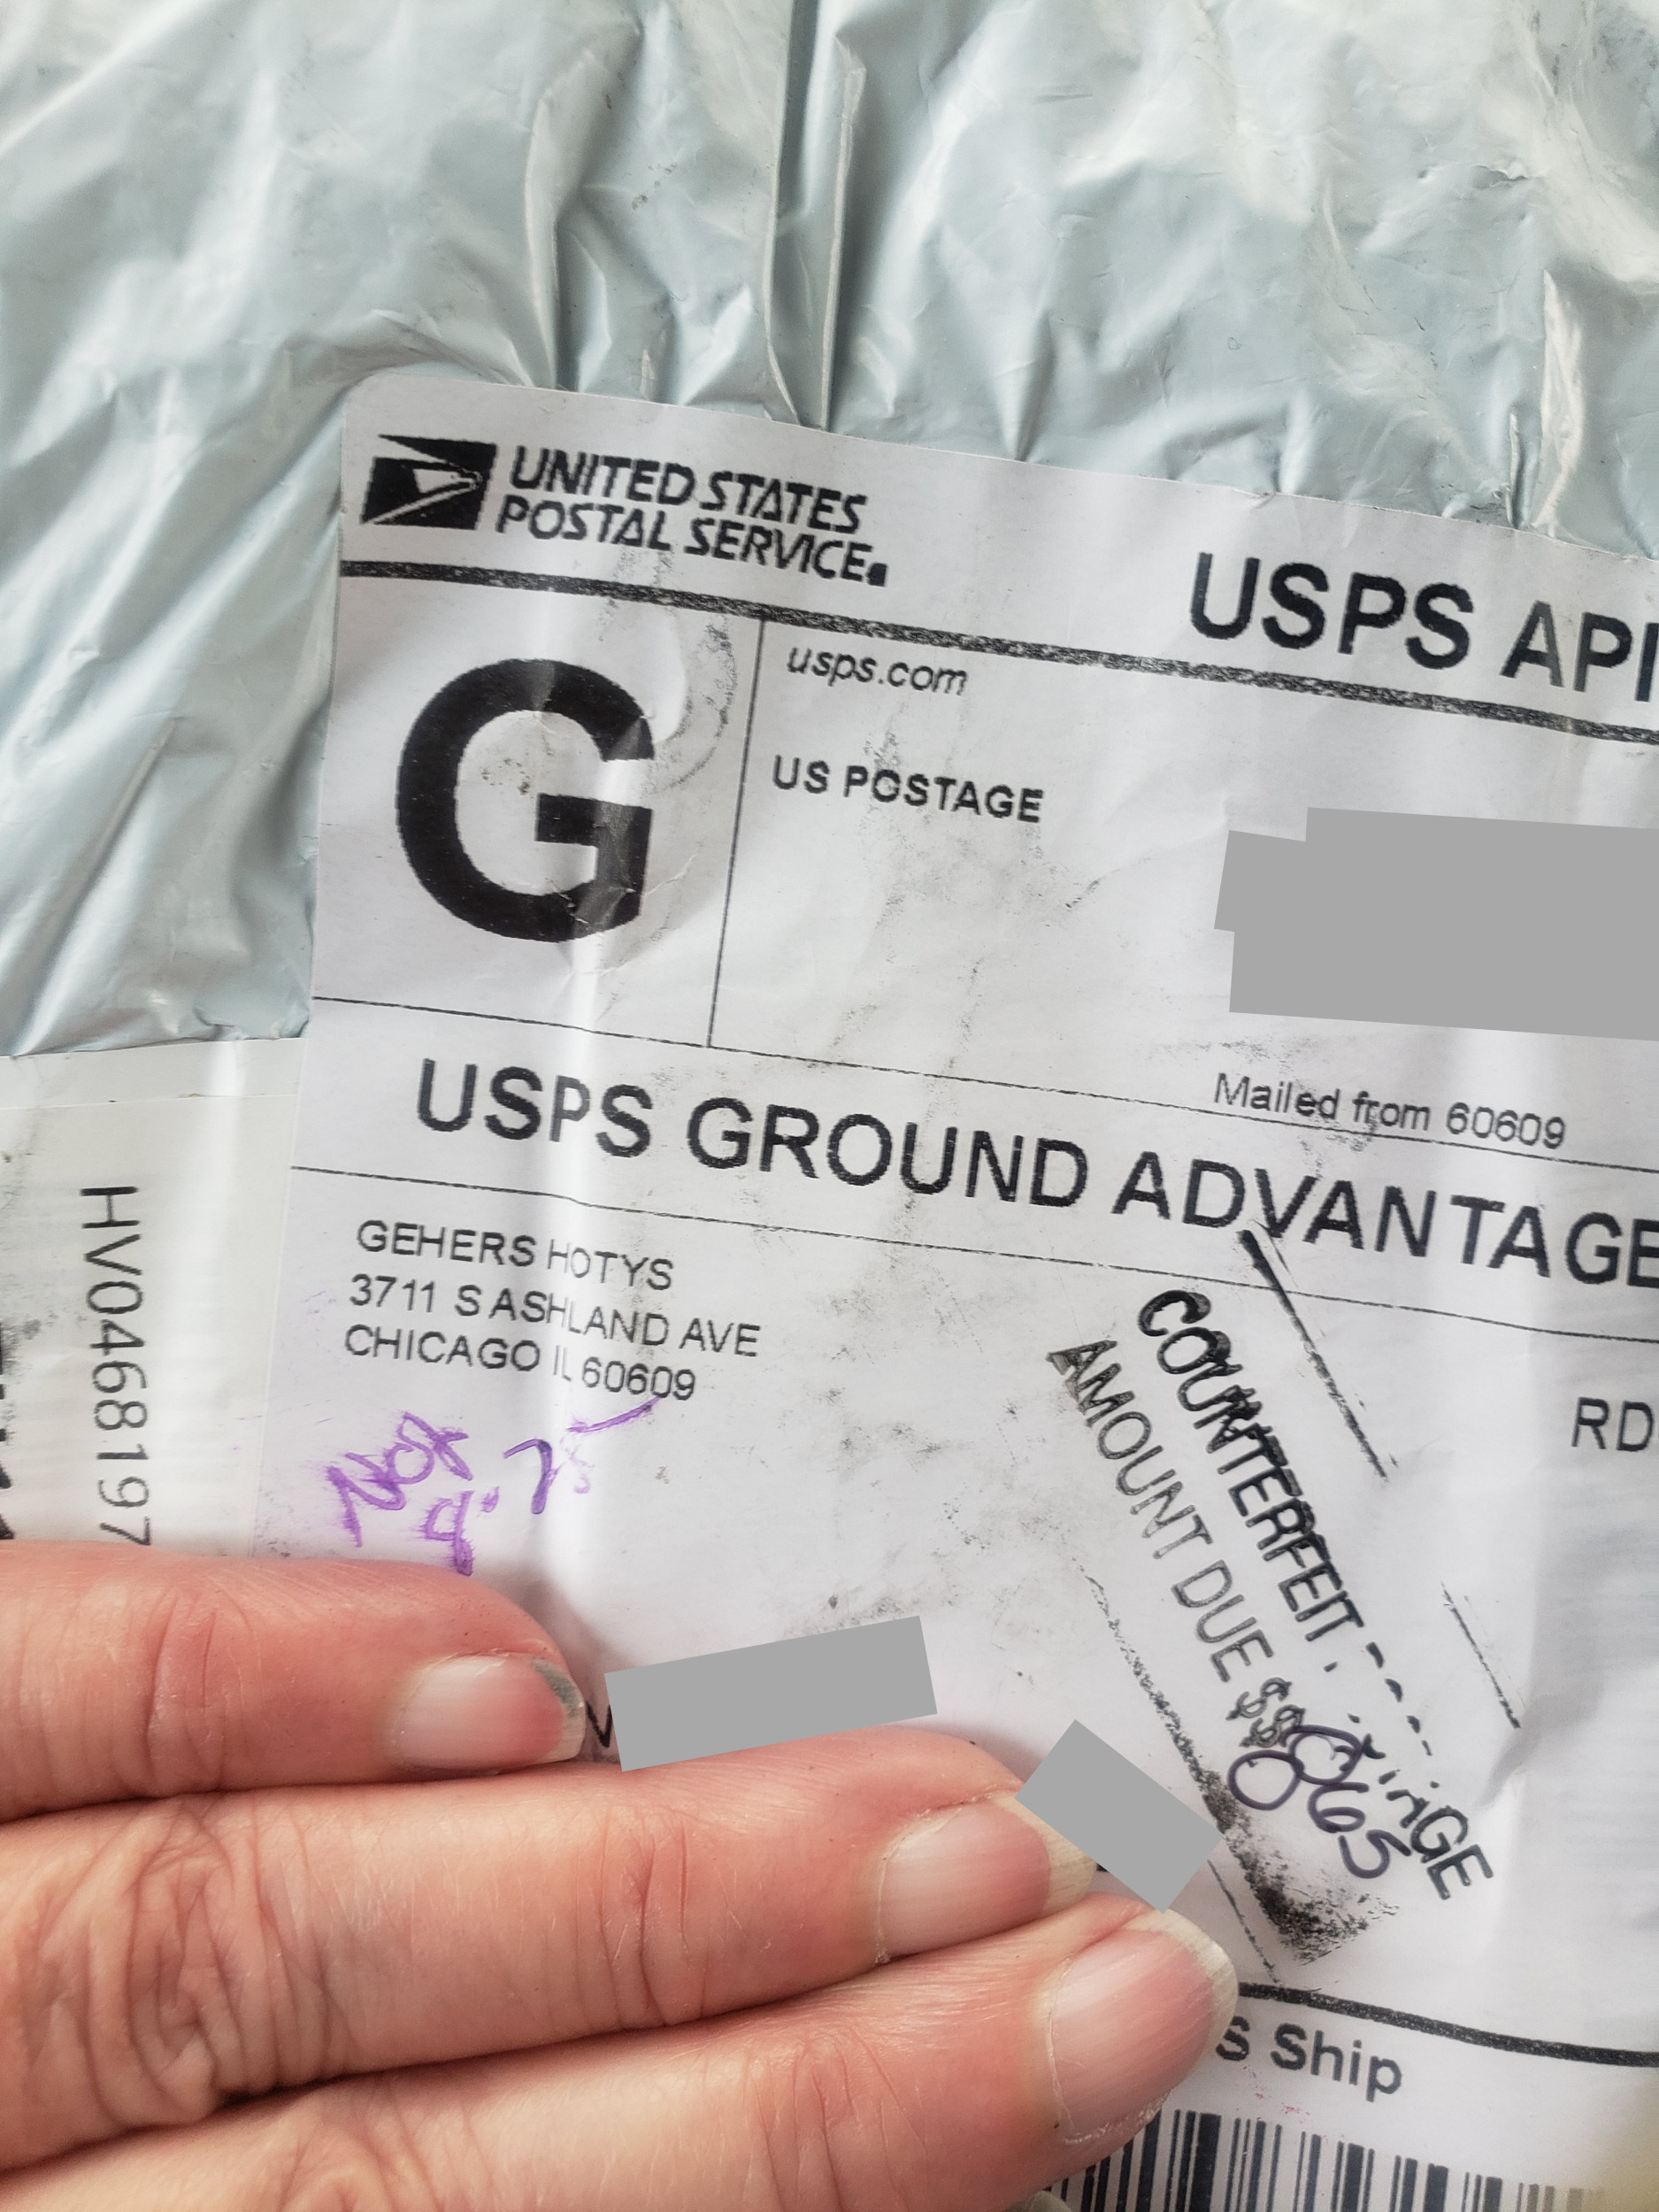 UNITED STATES
POSTAL SERVICE
USPS API
G
usps.com
US POSTAGE
Mailed from 60609
USPS GROUND ADVANTAGE
GEHERS HOTYS
3711 S ASHLAND AVE
CHICAGO IL 60609
RD
COUNTERFEIT
AMOUNT DUE $
HV0468197
S Ship